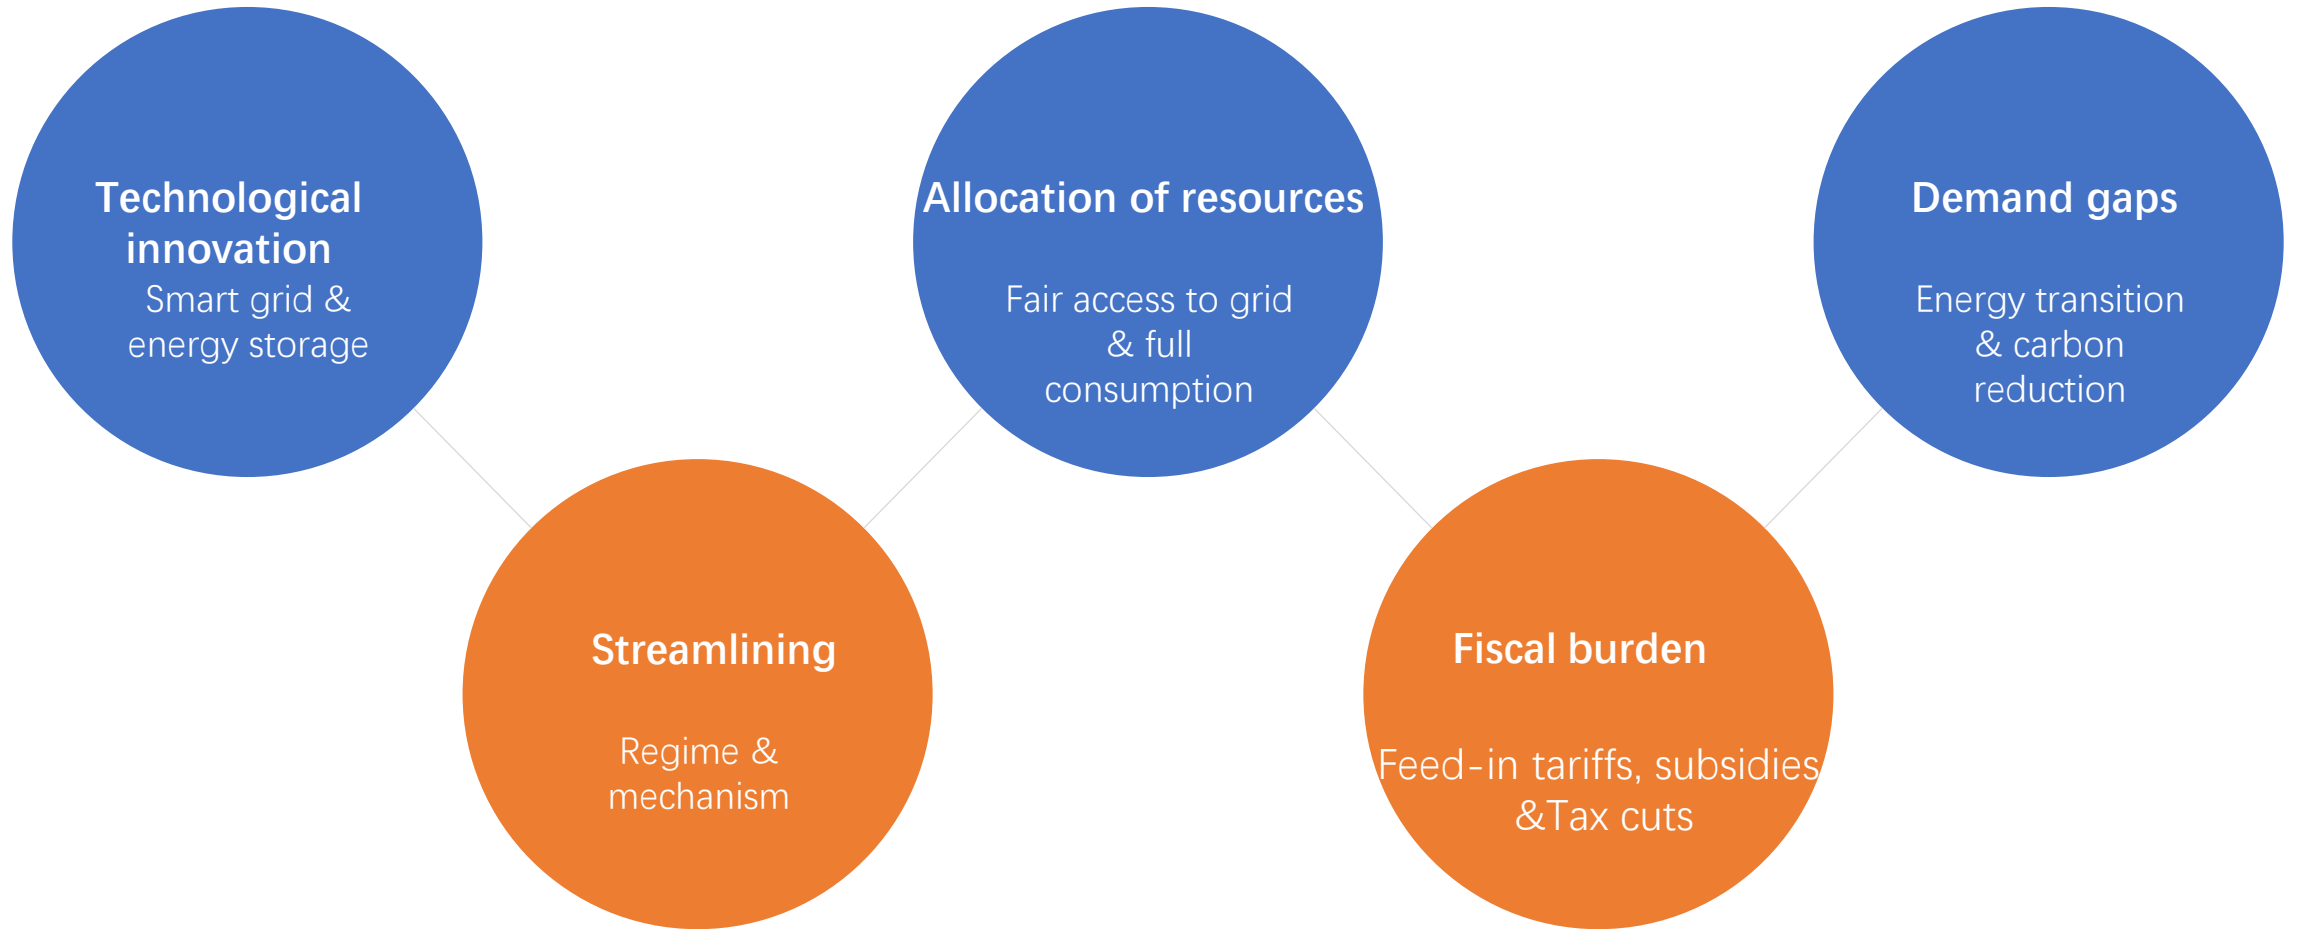 Technological
innovation
Smart grid &
energy storage
Streamlining
Regime &
mechanism
Allocation of resources
Fair access to grid
& full
consumption
Fiscal burden
Feed-in tariffs, subsidies
&Tax cuts
Demand gaps
Energy transition
& carbon
reduction